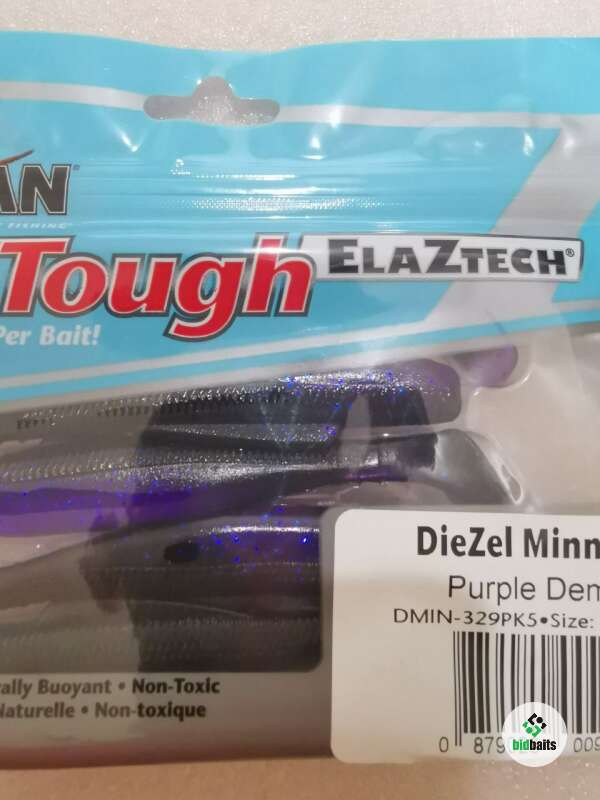 AN®
FISHING™
Tough ELAZTECH®
Per Bait!
DieZel Minn
Purple Dem
DMIN-329PK5•Size:
ally Buoyant • Non-Toxic
Naturelle • Non-toxique
0 879 009
bidbaits